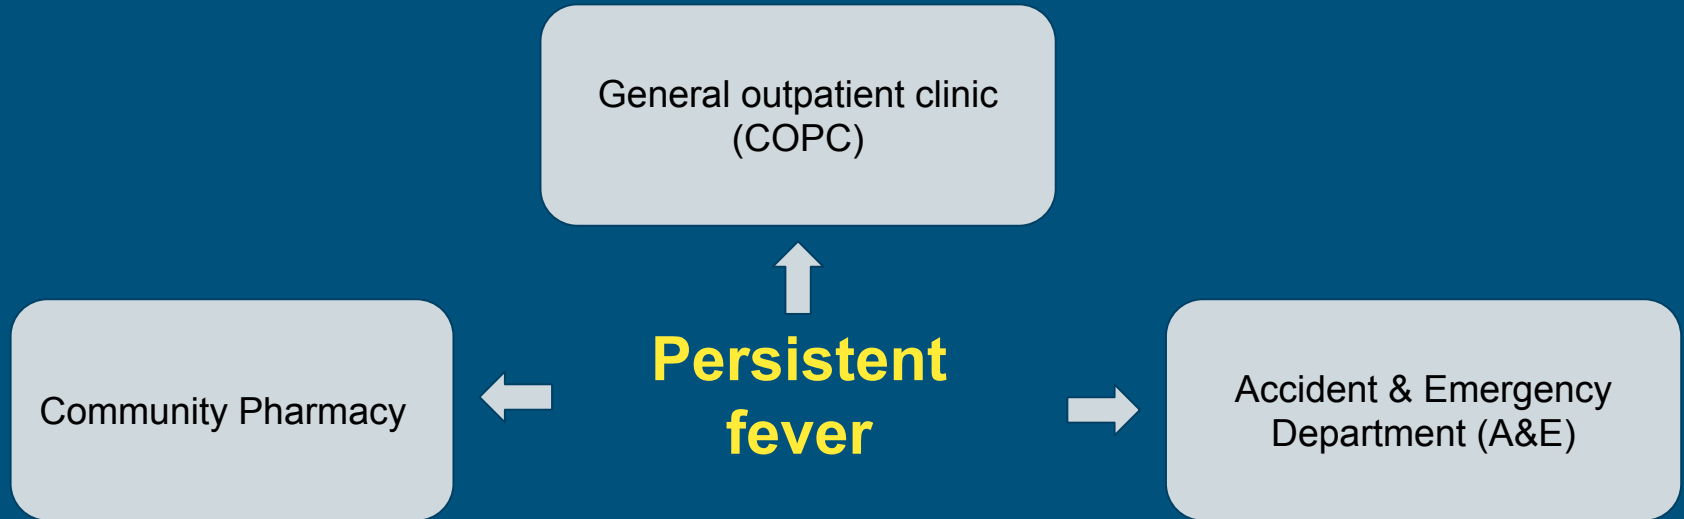 General outpatient clinic
(COPC)
Persistent
fever
Community Pharmacy
Accident & Emergency
Department (A&E)